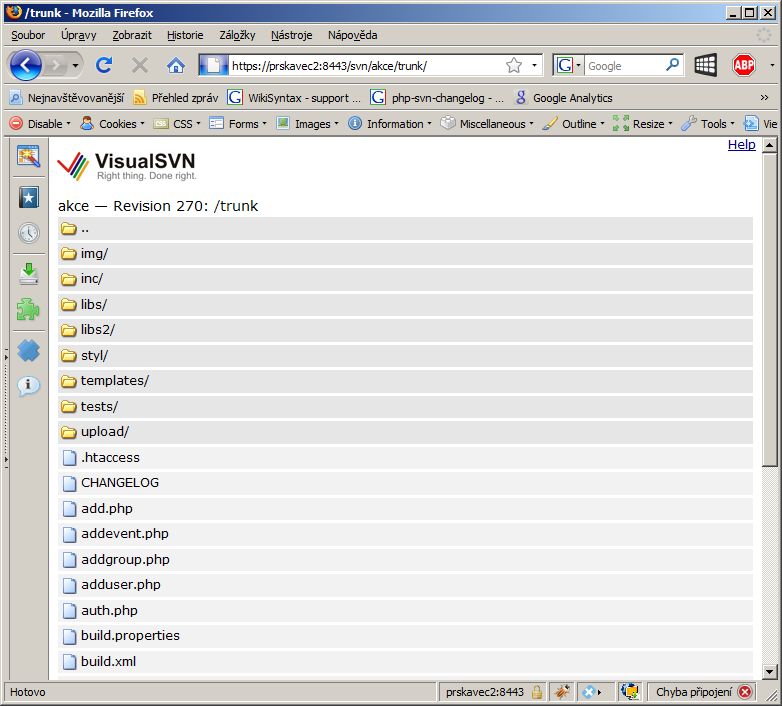 /trunk - Mozilla Firefox
Soubor Úpravy Zobrazit Historie Záložky Nástroje Nápověda
https://prskavec2:8443/svn/akce/trunk/ G Google ABP
Nejnavštěvovanější Přehled zpráv G WikiSyntax - support ... G php-svn-changelog - ... g Google Analytics »
Disable Cookies CSS Forms Images Information Miscellaneous Outline Resize Tools Vie
Help
VisualSVN
Right thing. Done right.
akce — Revision 270: /trunk
..
img/
inc/
libs/
libs2/
styl/
templates/
tests/
upload/
.htaccess
CHANGELOG
add.php
addevent.php
addgroup.php
adduser.php
auth.php
build.properties
build.xml
Hotovo prskavec2:8443 Chyba připojení